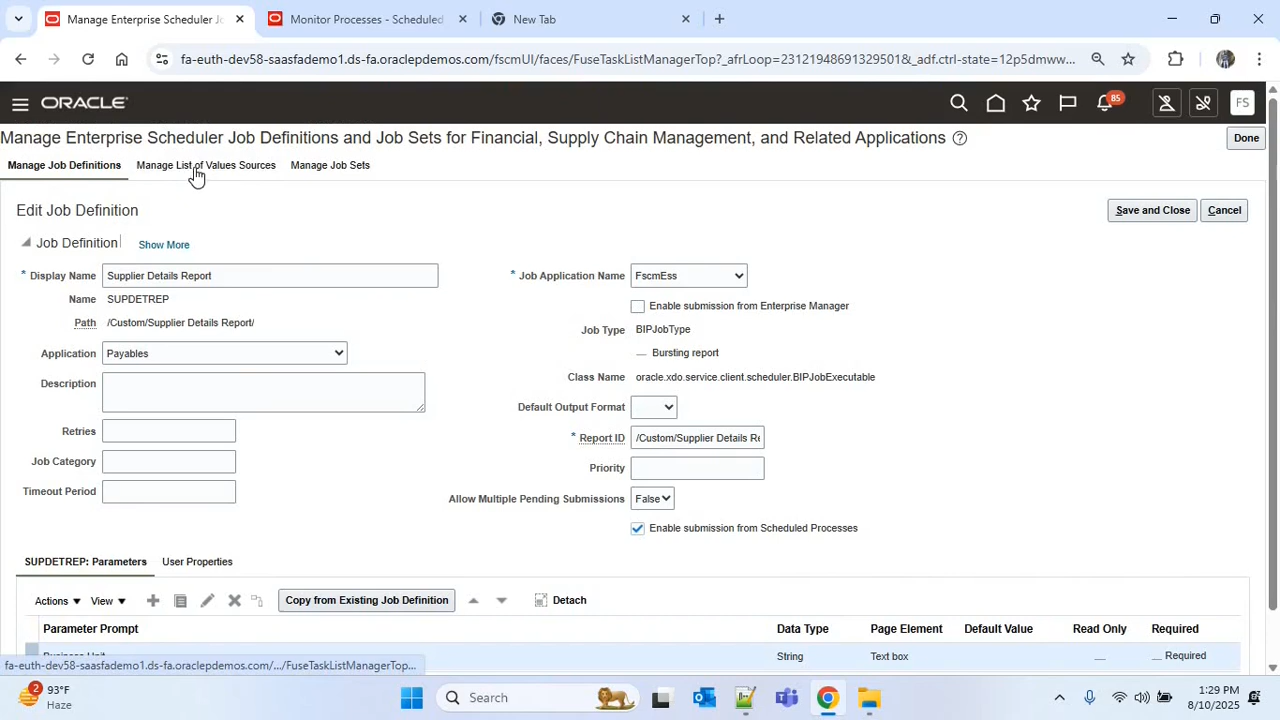 Manage Enterprise Scheduler Jo
Monitor Processes - Scheduled
New Tab
fa-euth-dev58-saasfademo1.ds-fa.oraclepdemos.com/fscmUI/faces/FuseTaskListManagerTop?_afrLoop=23121948691329501&_adf.ctrl-state=12p5dmww...
ORACLE
85
FS
Manage Enterprise Scheduler Job Definitions and Job Sets for Financial, Supply Chain Management, and Related Applications
Done
Manage Job Definitions Manage List of Values Sources Manage Job Sets
Edit Job Definition
Save and Close Cancel
Job Definition Show More
* Display Name Supplier Details Report
* Job Application Name FscmEss
Name SUPDETREP
Enable submission from Enterprise Manager
Path /Custom/Supplier Details Report/
Job Type BIPJobType
Application Payables
Bursting report
Description
Class Name oracle.xdo.service.client.scheduler.BIPJobExecutable
Default Output Format
Retries
* Report ID /Custom/Supplier Details Re
Job Category
Priority
Timeout Period
Allow Multiple Pending Submissions False
Enable submission from Scheduled Processes
SUPDETREP: Parameters User Properties
Actions View Copy from Existing Job Definition Detach
Parameter Prompt Data Type Page Element Default Value Read Only Required
String Text box Required
fa-euth-dev58-saasfademo1.ds-fa.oraclepdemos.com/.../FuseTaskListManagerTop...
2
93°F
Haze
Search
1:29 PM
8/10/2025